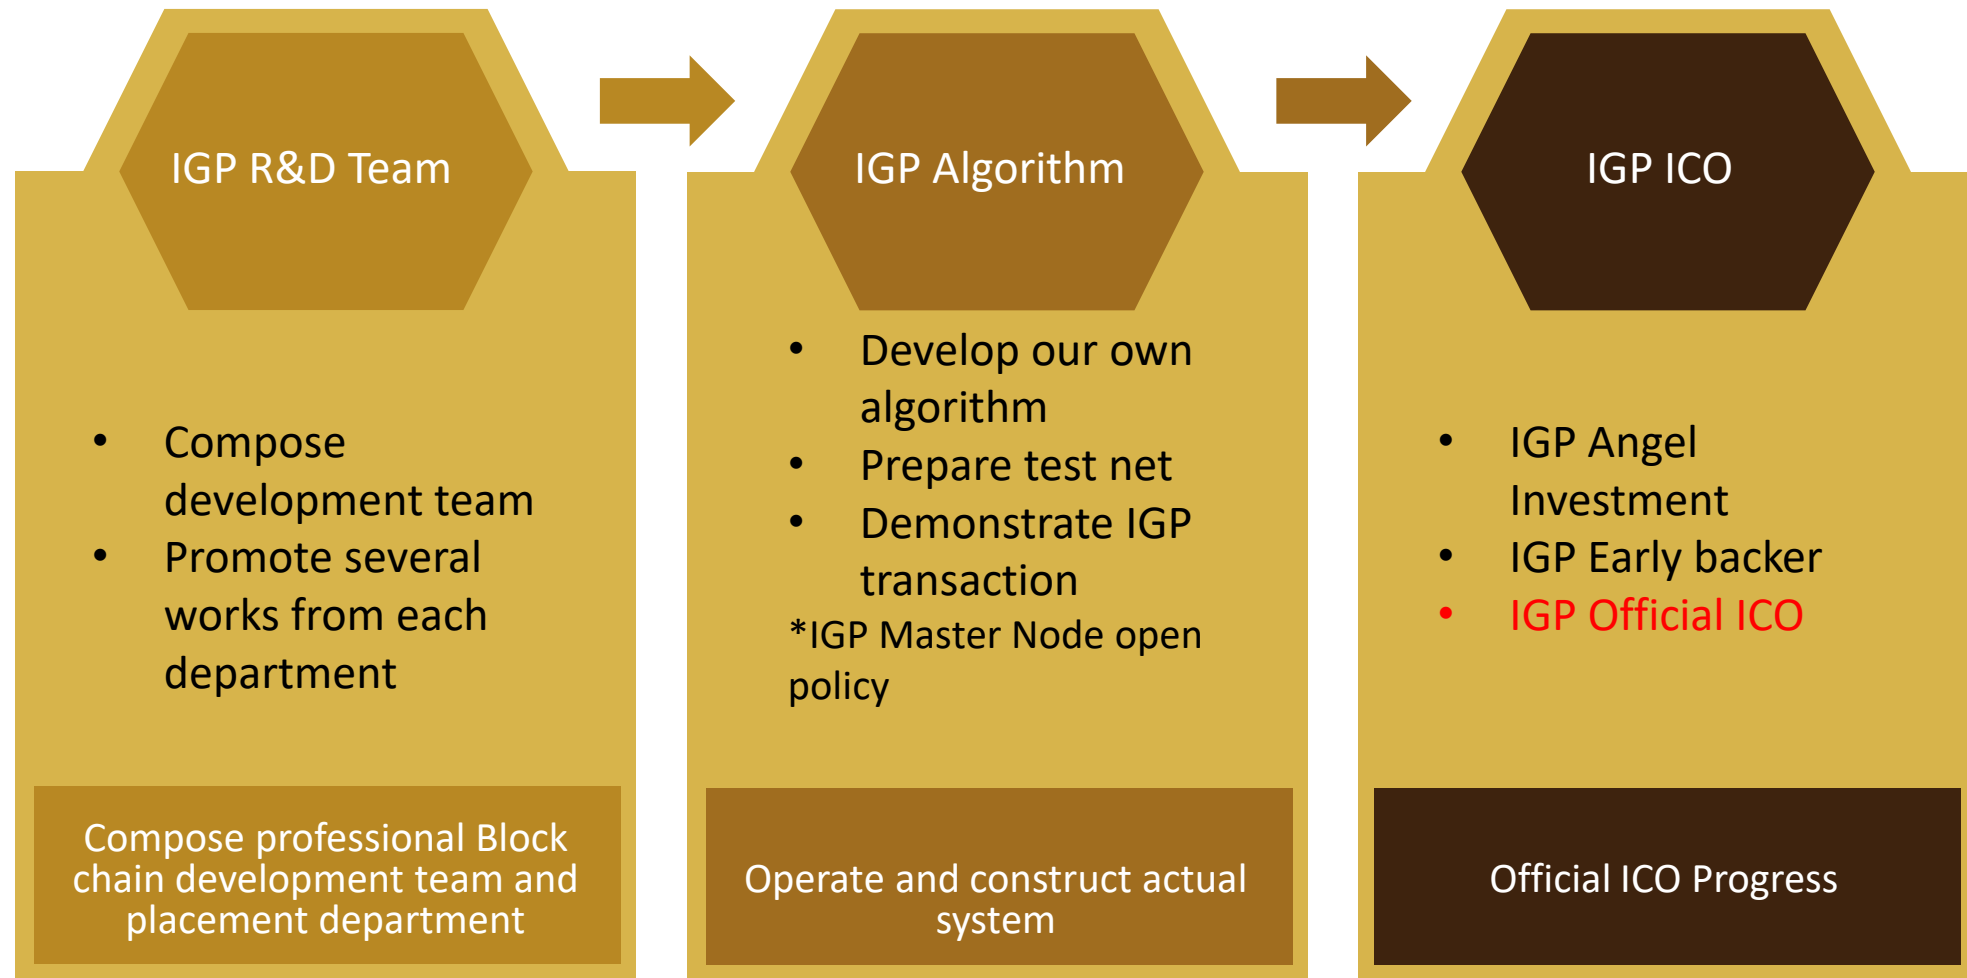 IGP R&D Team
• Compose
development team
• Promote several
works from each
department
Compose professional Block
chain development team and
placement department
IGP Algorithm
• Develop our own
algorithm
• Prepare test net
• Demonstrate IGP
transaction
*IGP Master Node open
policy
Operate and construct actual
system
IGP ICO
• IGP Angel
Investment
• IGP Early backer
• IGP Official ICO
Official ICO Progress